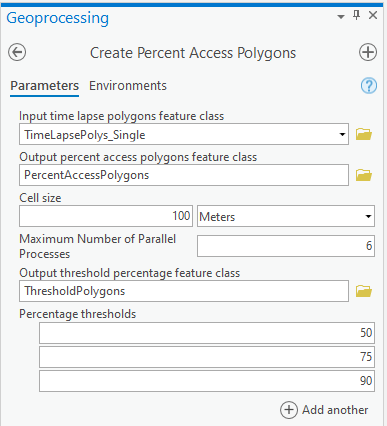 Geoprocessing
Create Percent Access Polygons
Parameters Environments
Input time lapse polygons feature class
TimeLapsePolys_Single
Output percent access polygons feature class
PercentAccessPolygons
Cell size
100 Meters
Maximum Number of Parallel
Processes
6
Output threshold percentage feature class
ThresholdPolygons
Percentage thresholds
50
75
90
Add another